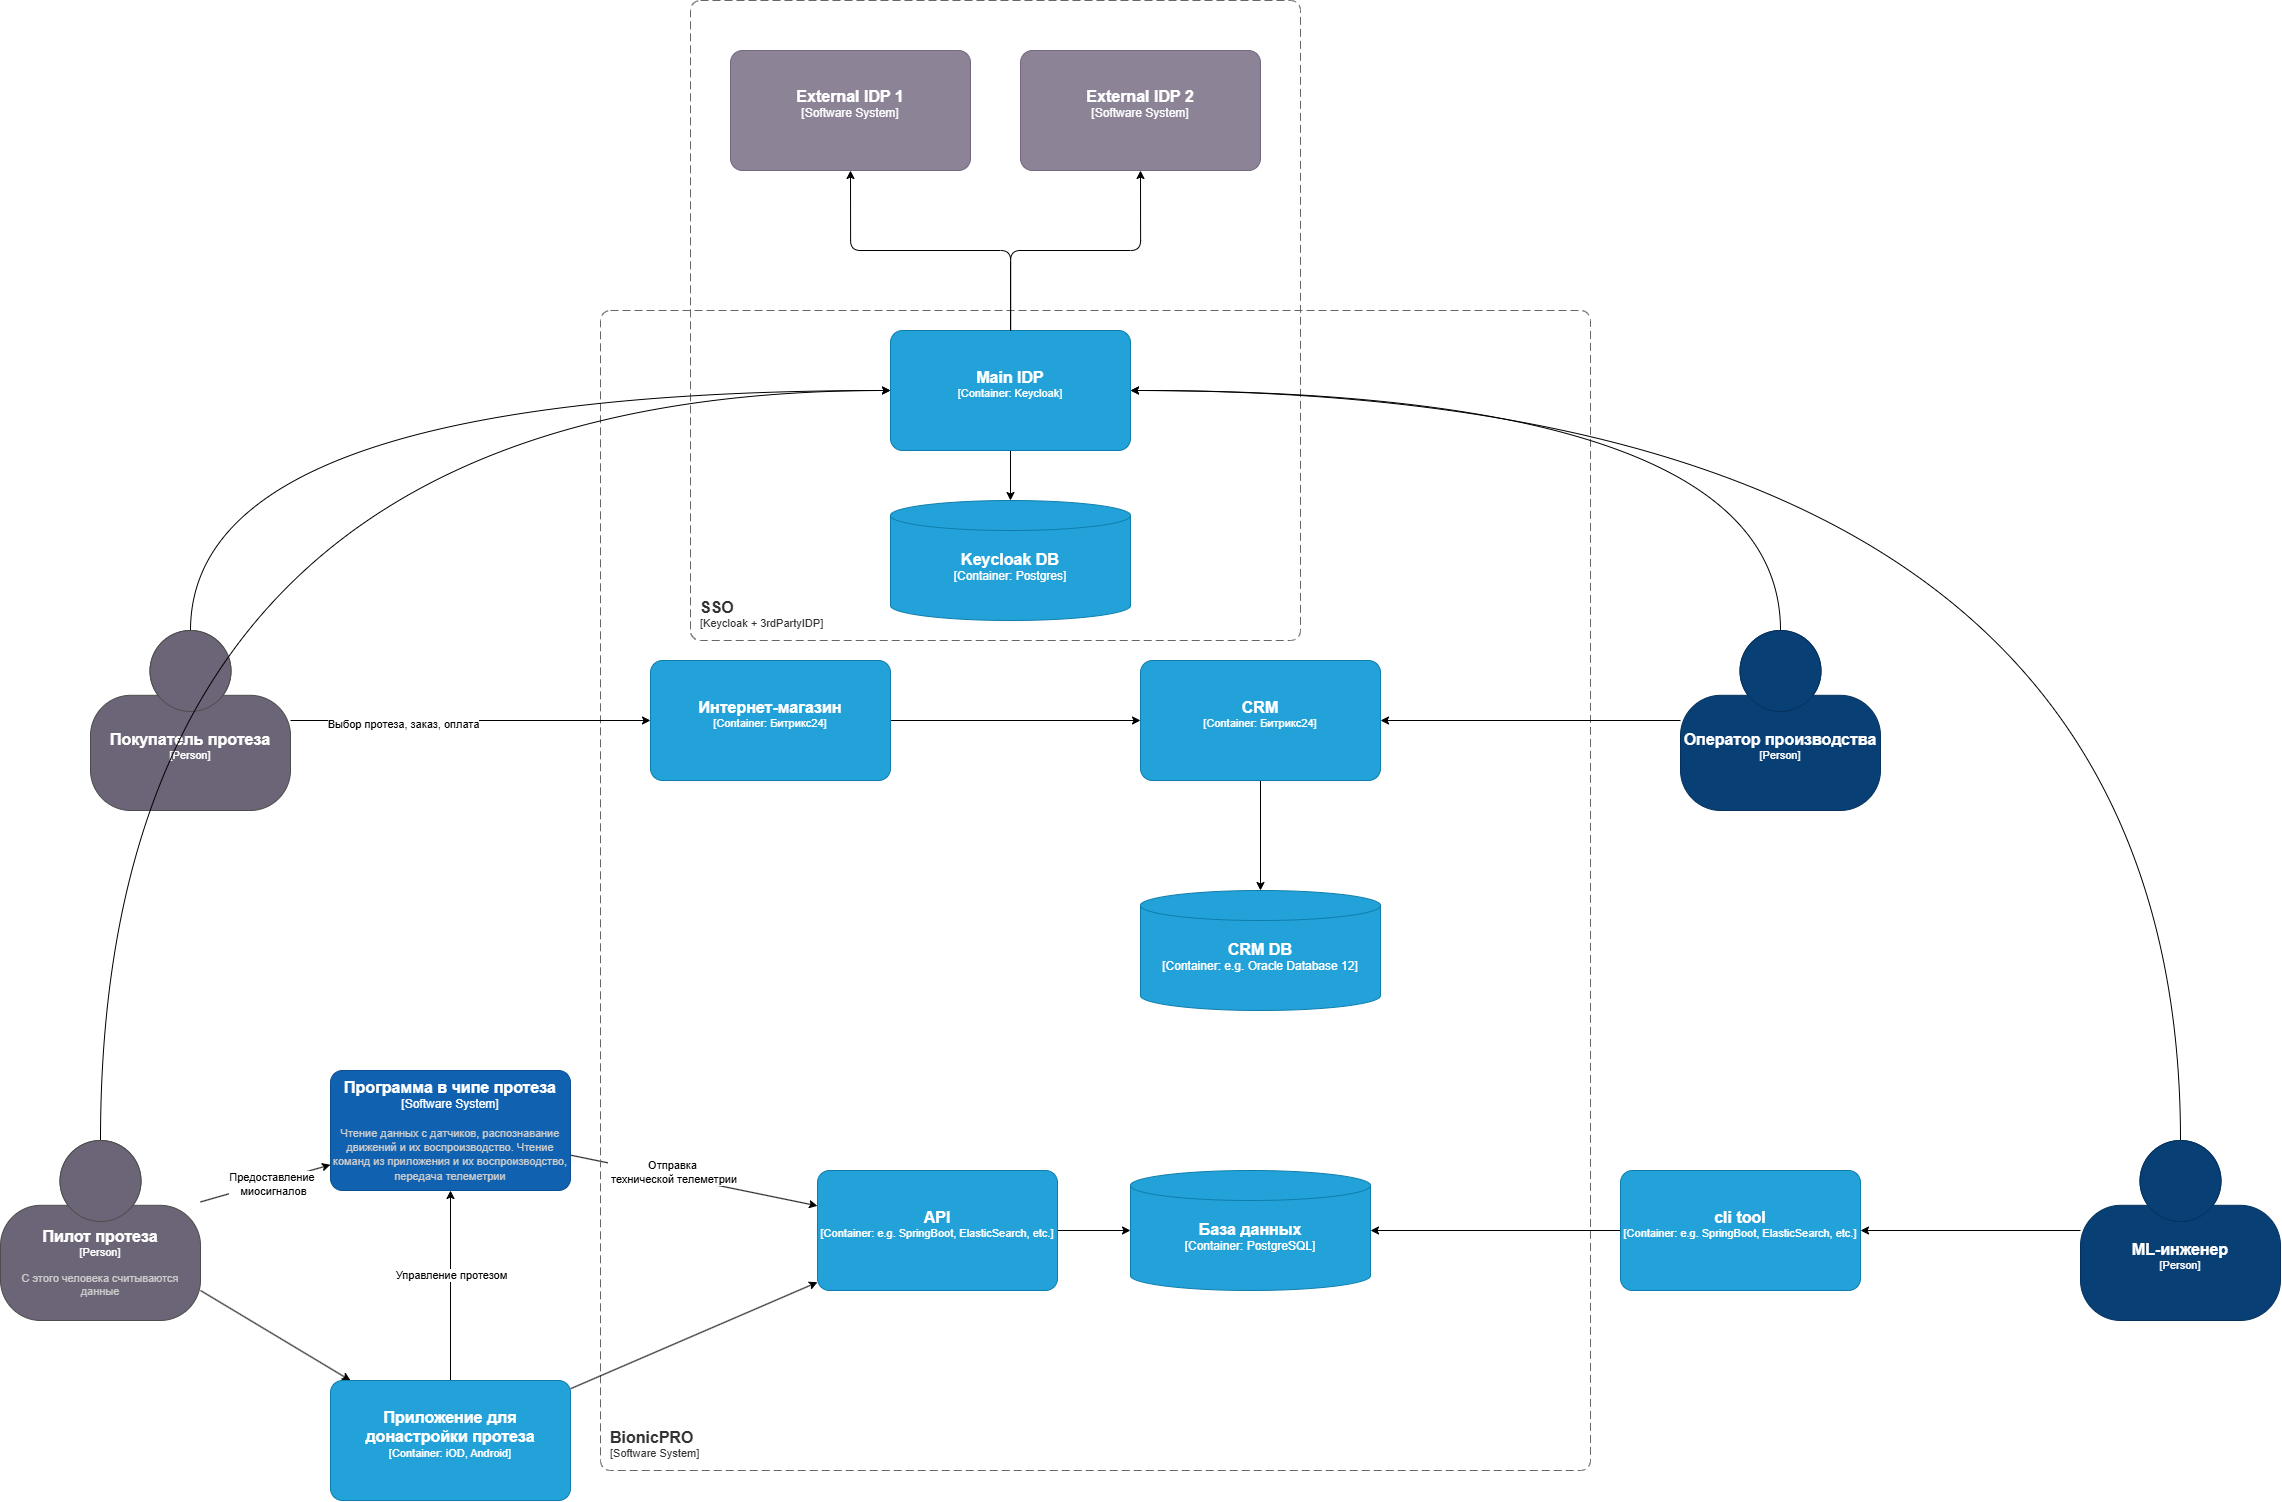 External IDP 1
[Software System]
External IDP 2
[Software System]
Main IDP
[Container: Keycloak]
Keycloak DB
[Container: Postgres]
SSO
[Keycloak + 3rdPartyIDP]
Покупатель протеза
[Person]
Выбор протеза, заказ, оплата
Интернет-магазин
[Container: Битрикс24]
CRM
[Container: Битрикс24]
Оператор производства
[Person]
CRM DB
[Container: e.g. Oracle Database 12]
Программа в чипе протеза
[Software System]
Чтение данных с датчиков, распознавание
движений и их воспроизводство. Чтение
команд из приложения и их воспроизводство,
передача телеметрии
Предоставление
миосигналов
Отправка
технической телеметрии
Пилот протеза
[Person]
С этого человека считываются
данные
API
[Container: e.g. SpringBoot, ElasticSearch, etc.]
База данных
[Container: PostgreSQL]
cli tool
[Container: e.g. SpringBoot, ElasticSearch, etc.]
ML-инженер
[Person]
Управление протезом
Приложение для
донастройки протеза
[Container: iOD, Android]
BionicPRO
[Software System]